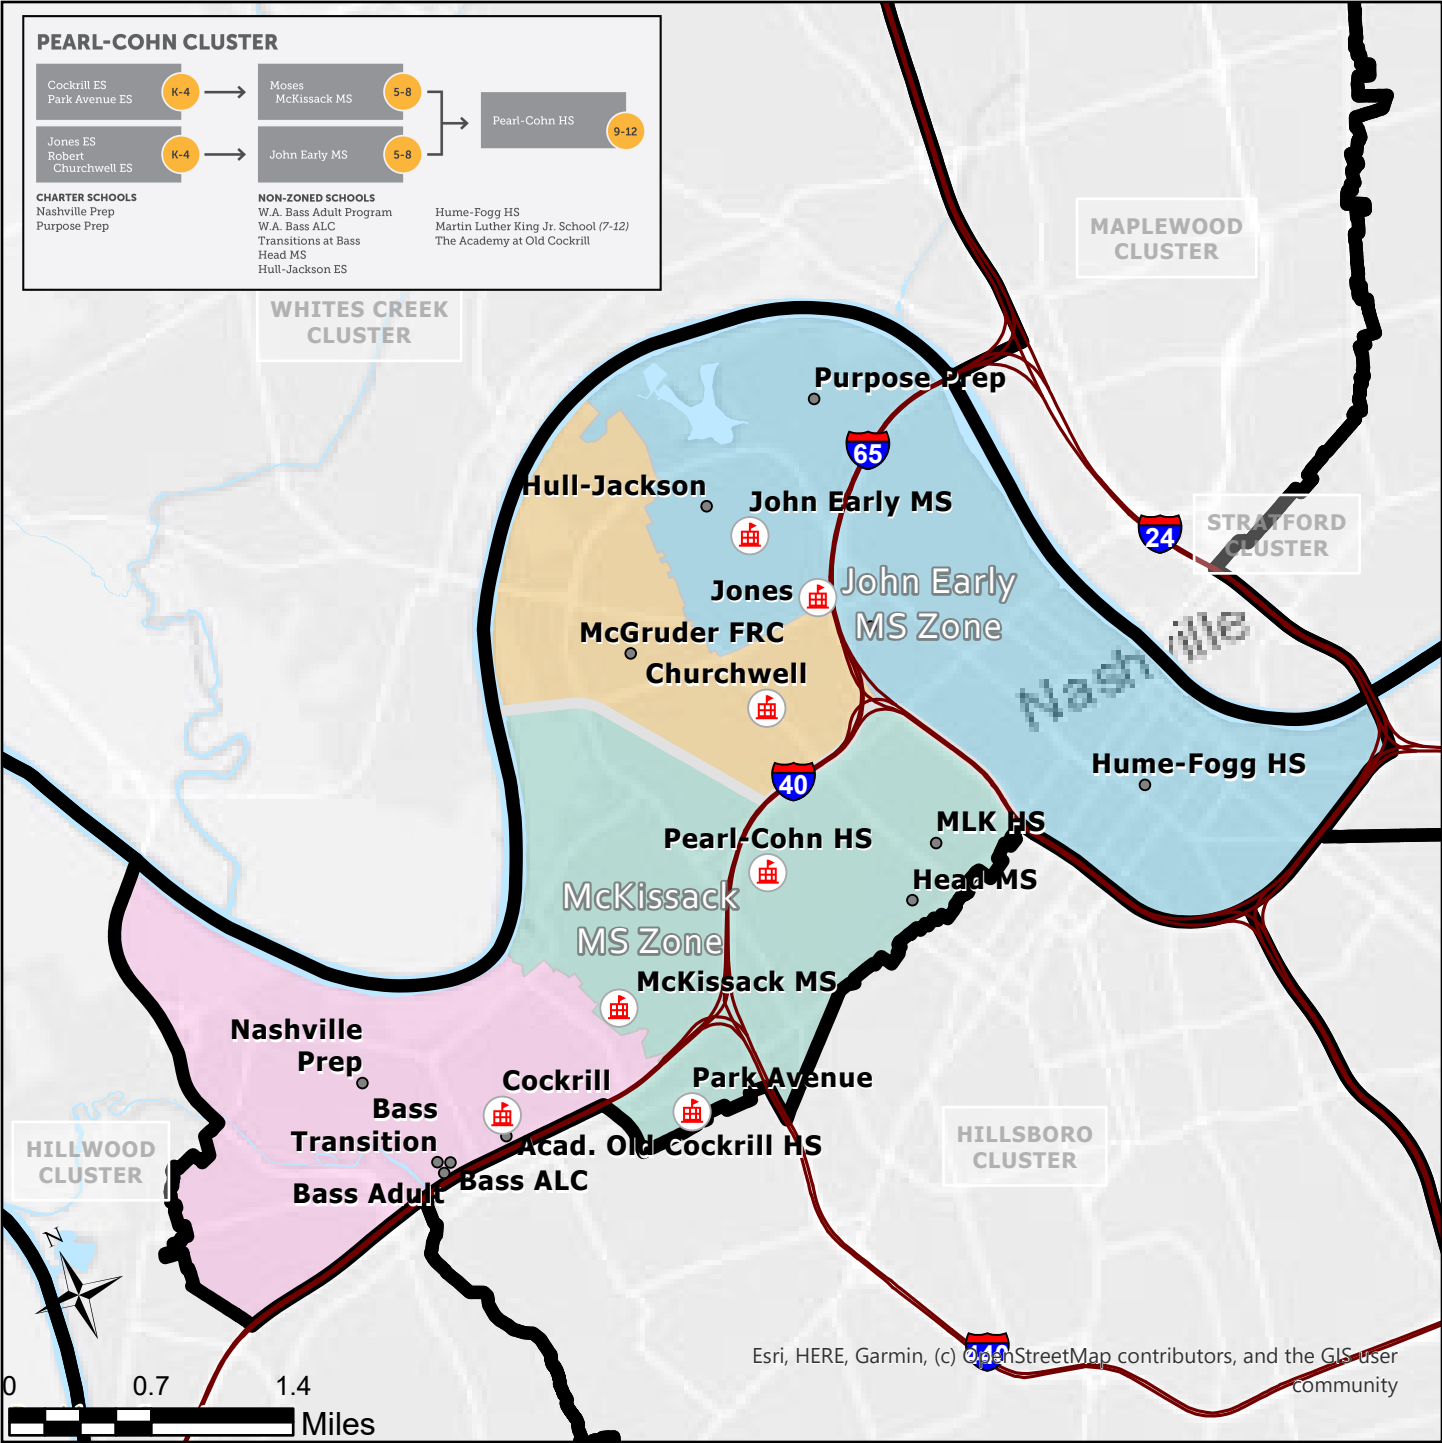 PEARL-COHN CLUSTER
Cockrill ES
Park Avenue ES
K-4
Moses
McKissack MS
5-8
Jones ES
Robert
Churchwell ES
K-4
John Early MS
5-8
Pearl-Cohn HS
9-12
CHARTER SCHOOLS
Nashville Prep
Purpose Prep
NON-ZONED SCHOOLS
W.A. Bass Adult Program
W.A. Bass ALC
Transitions at Bass
Head MS
Hull-Jackson ES
Hume-Fogg HS
Martin Luther King Jr. School (7-12)
The Academy at Old Cockrill
MAPLEWOOD
CLUSTER
WHITES CREEK
CLUSTER
Purpose Prep
65
Hull-Jackson
John Early MS
STRATFORD
CLUSTER
24
Jones
John Early
MS Zone
McGruder FRC
Nashville
Churchwell
40
Hume-Fogg HS
MLK HS
Pearl-Cohn HS
Head MS
McKissack
MS Zone
McKissack MS
Nashville
Prep
Cockrill
Park Avenue
Bass
Transition
Acad. Old Cockrill HS
Bass Adult
Bass ALC
HILLWOOD
CLUSTER
HILLSBORO
CLUSTER
N
440
Esri, HERE, Garmin, (c) OpenStreetMap contributors, and the GIS user
community
0 0.7 1.4
Miles